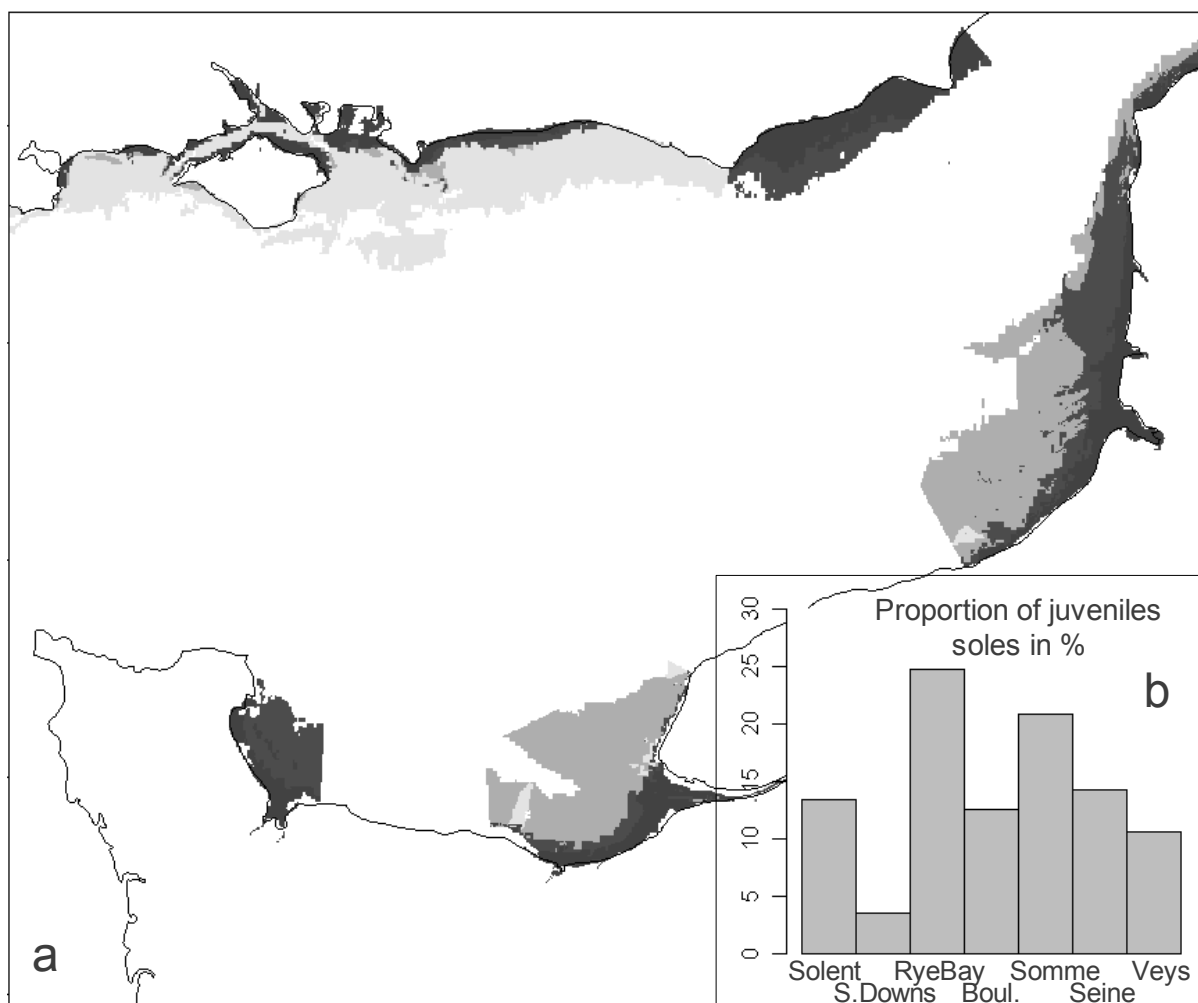 Proportion of juveniles
soles in %
b
30
25
20
15
10
5
0
Solent RyeBay Somme Veys
S.Downs Boul. Seine
a